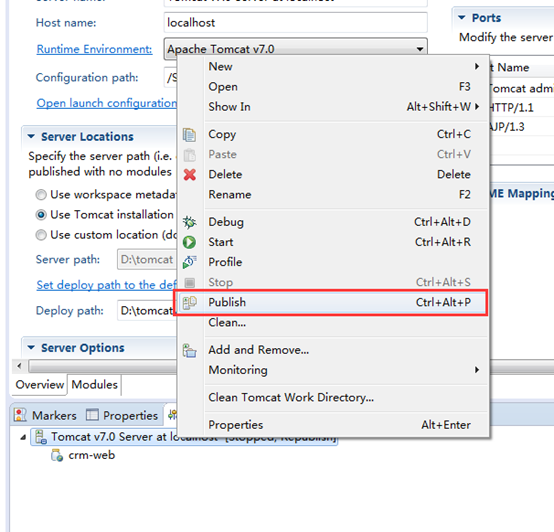 Host name: localhost
Runtime Environment: Apache Tomcat v7.0
Configuration path: /S
Open launch configuration
Server Locations
Specify the server path (i.e.
published with no modules
Use workspace metadat
Use Tomcat installation
Use custom location (do
Server path: D:\tomcat
Set deploy path to the def
Deploy path: D:\tomcat
Server Options
Overview Modules
Ports
Modify the server
t Name
Tomcat admi
HTTP/1.1
AJP/1.3
ME Mapping
New
Open F3
Show In Alt+Shift+W
Copy Ctrl+C
Paste Ctrl+V
Delete Delete
Rename F2
Debug Ctrl+Alt+D
Start Ctrl+Alt+R
Profile
Stop Ctrl+Alt+S
Publish Ctrl+Alt+P
Clean...
Add and Remove...
Monitoring
Clean Tomcat Work Directory...
Properties Alt+Enter
Markers Properties
Tomcat v7.0 Server at localhost [Stopped, Republish]
crm-web